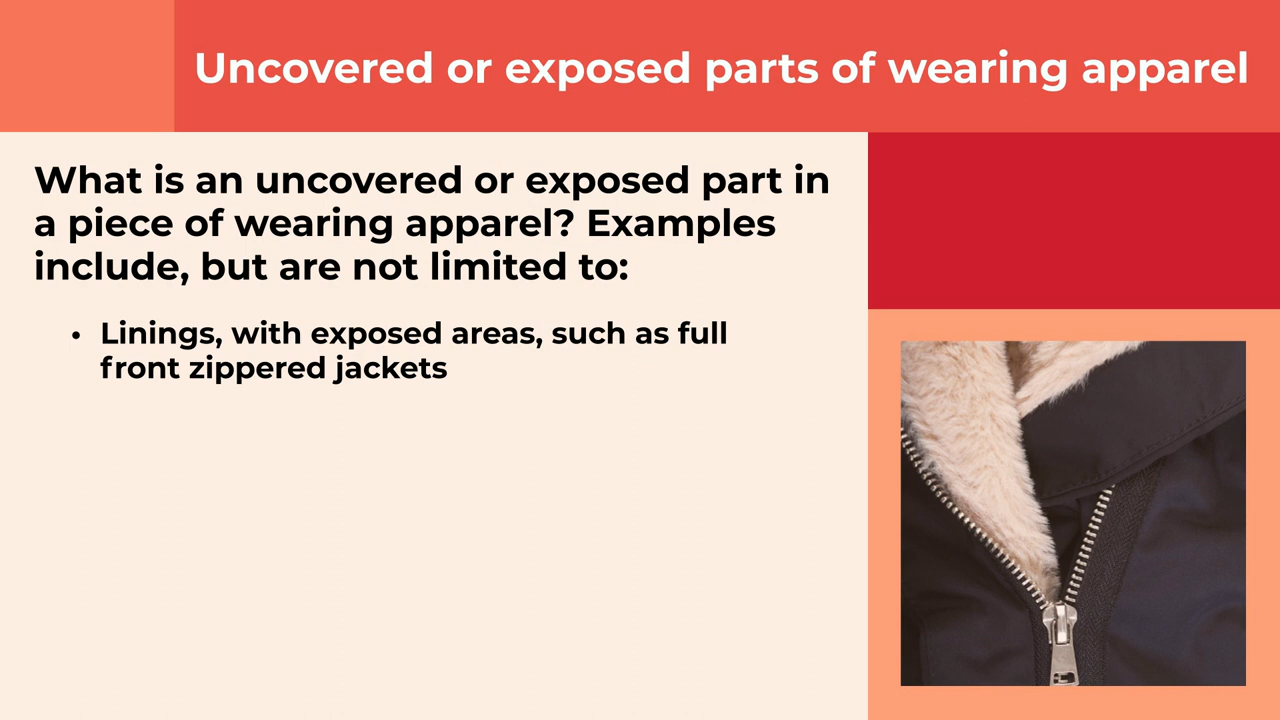 Uncovered or exposed parts of wearing apparel
What is an uncovered or exposed part in
a piece of wearing apparel? Examples
include, but are not limited to:
• Linings, with exposed areas, such as full
front zippered jackets